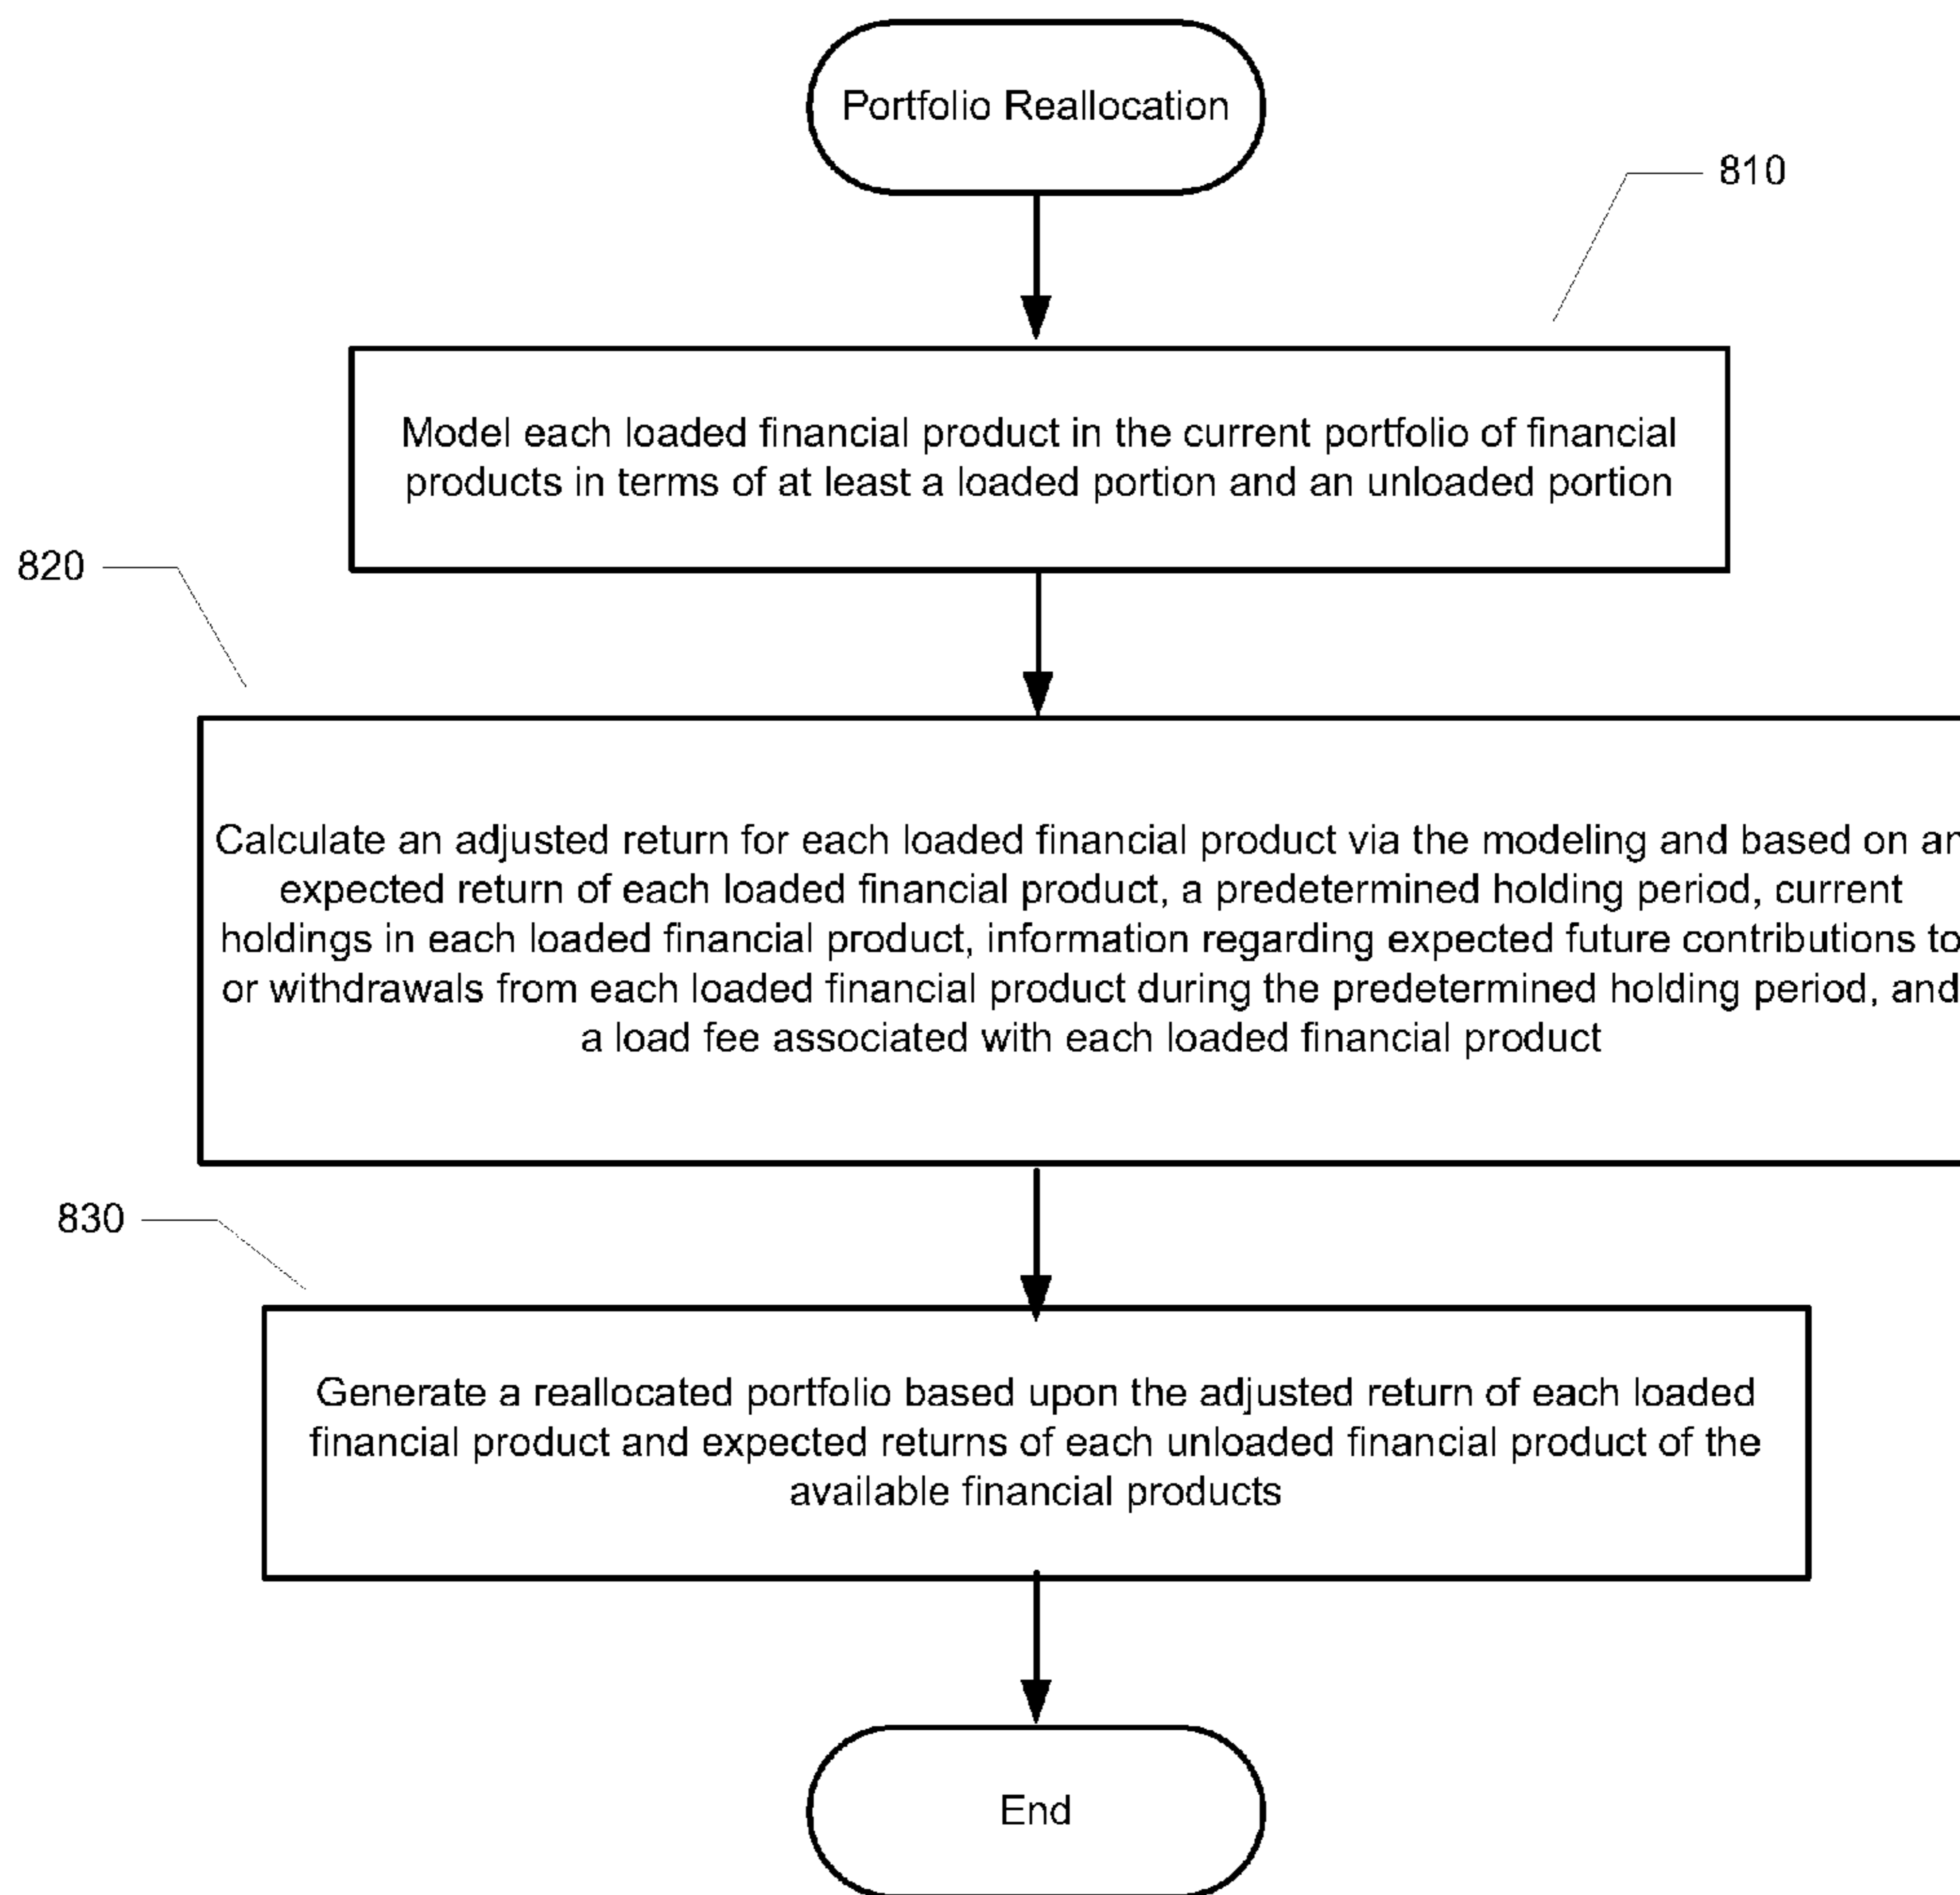 Portfolio Reallocation
810
Model each loaded financial product in the current portfolio of financial
products in terms of at least a loaded portion and an unloaded portion
820
Calculate an adjusted return for each loaded financial product via the modeling and based on an
expected return of each loaded financial product, a predetermined holding period, current
holdings in each loaded financial product, information regarding expected future contributions to
or withdrawals from each loaded financial product during the predetermined holding period, and
a load fee associated with each loaded financial product
830
Generate a reallocated portfolio based upon the adjusted return of each loaded
financial product and expected returns of each unloaded financial product of the
available financial products
End